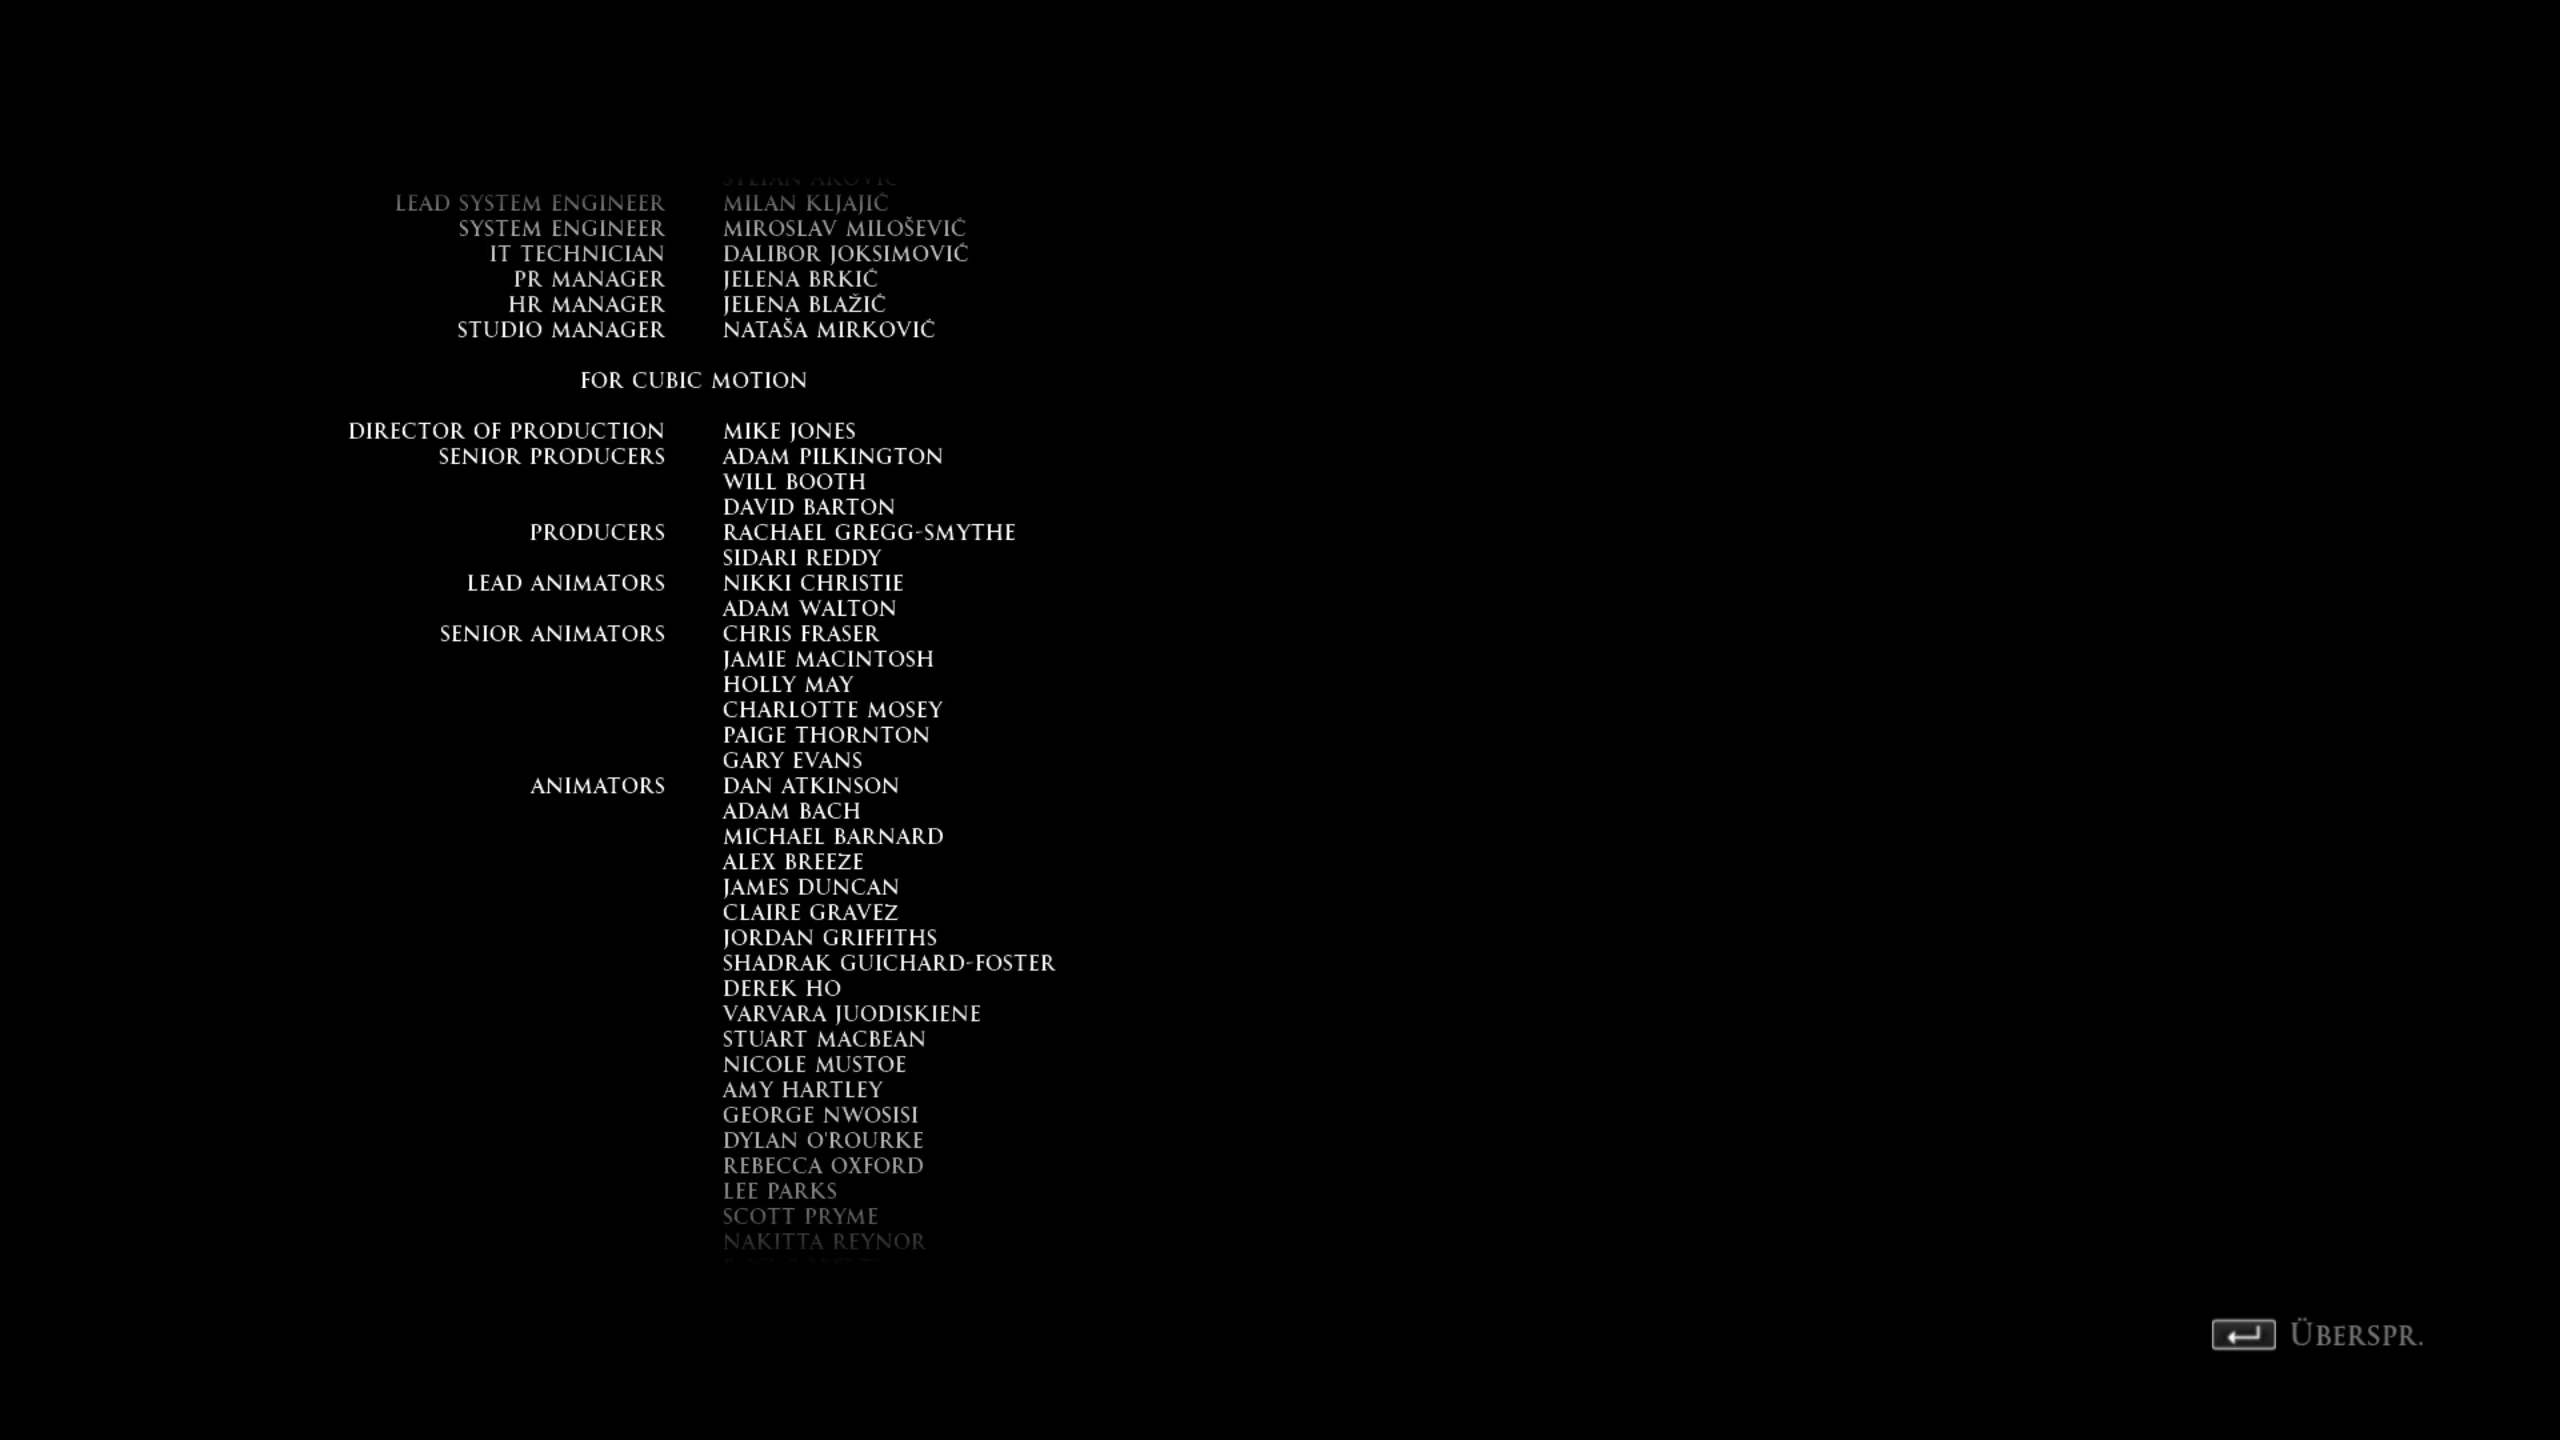 LEAD SYSTEM ENGINEER MILAN KLJAJIĆ
SYSTEM ENGINEER MIROSLAV MILOŠEVIĆ
IT TECHNICIAN DALIBOR JOKSIMOVIĆ
PR MANAGER JELENA BRKIĆ
HR MANAGER JELENA BLAŽIĆ
STUDIO MANAGER NATAŠA MIRKOVIĆ
FOR CUBIC MOTION
DIRECTOR OF PRODUCTION MIKE JONES
SENIOR PRODUCERS ADAM PILKINGTON
WILL BOOTH
DAVID BARTON
PRODUCERS RACHAEL GREGG-SMYTHE
SIDARI REDDY
LEAD ANIMATORS NIKKI CHRISTIE
ADAM WALTON
SENIOR ANIMATORS CHRIS FRASER
JAMIE MACINTOSH
HOLLY MAY
CHARLOTTE MOSEY
PAIGE THORNTON
GARY EVANS
ANIMATORS DAN ATKINSON
ADAM BACH
MICHAEL BARNARD
ALEX BREEZE
JAMES DUNCAN
CLAIRE GRAVEZ
JORDAN GRIFFITHS
SHADRAK GUICHARD-FOSTER
DEREK HO
VARVARA JUODISKIENE
STUART MACBEAN
NICOLE MUSTOE
AMY HARTLEY
GEORGE NWOSISI
DYLAN O'ROURKE
REBECCA OXFORD
LEE PARKS
SCOTT PRYME
NAKITTA REYNOR
ÜBERSPR.